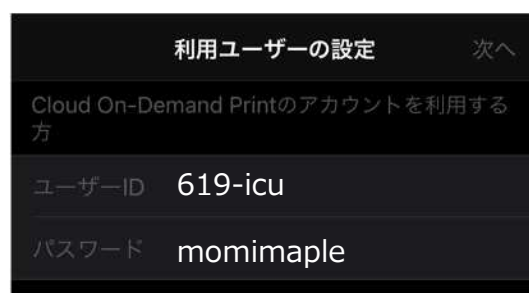 利用ユーザーの設定 次へ
Cloud On-Demand Printのアカウントを利用する
方
ユーザーID 619-icu
パスワード momimaple